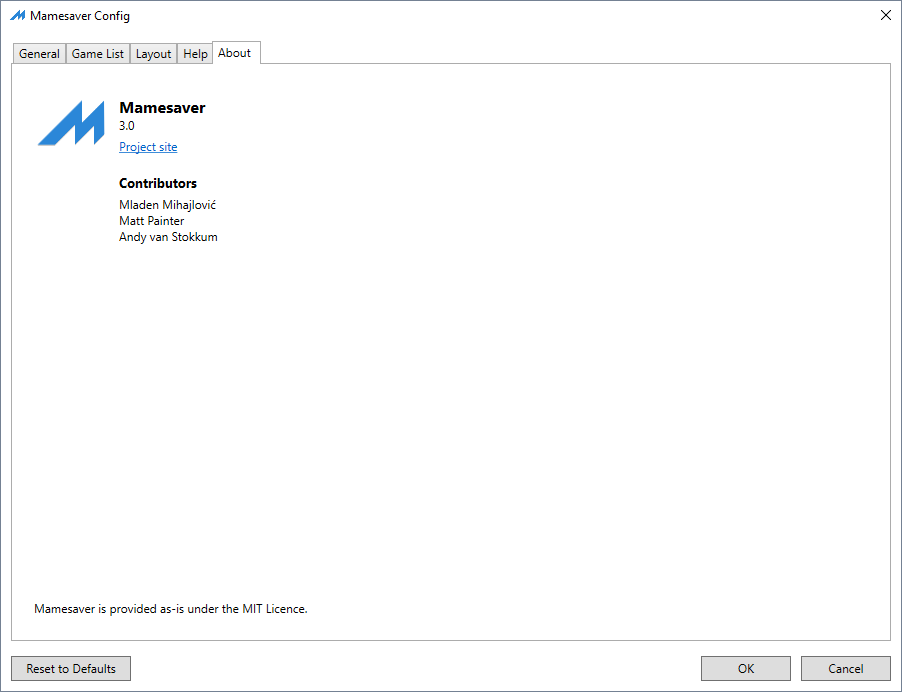 Mamesaver Config
General Game List Layout Help About
Mamesaver
3.0
Project site
Contributors
Mladen Mihajlović
Matt Painter
Andy van Stokkum
Mamesaver is provided as-is under the MIT Licence.
Reset to Defaults OK Cancel